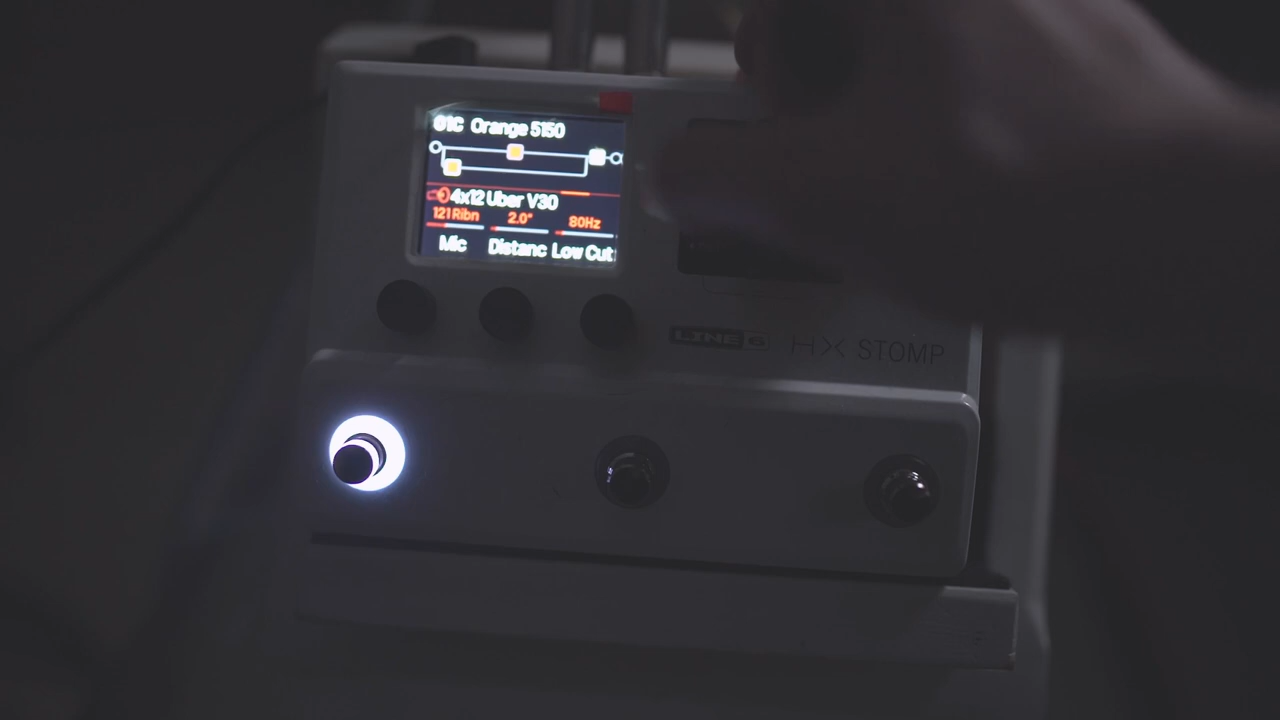 01C Orange 5150
4x12 Uber V30
121 Ribn 2.0" 80Hz
Mic Distanc Low Cut
LINE 6 HX STOMP